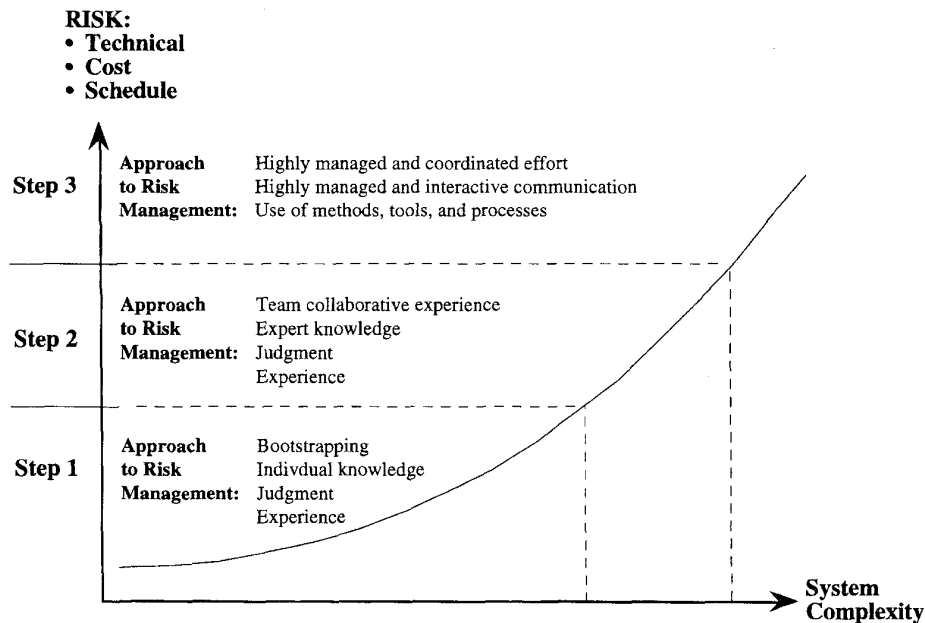 RISK:
• Technical
• Cost
• Schedule
Step 3
Approach Highly managed and coordinated effort
to Risk Highly managed and interactive communication
Management: Use of methods, tools, and processes
Step 2
Approach Team collaborative experience
to Risk Expert knowledge
Management: Judgment
Experience
Step 1
Approach Bootstrapping
to Risk Indivdual knowledge
Management: Judgment
Experience
System
Complexity